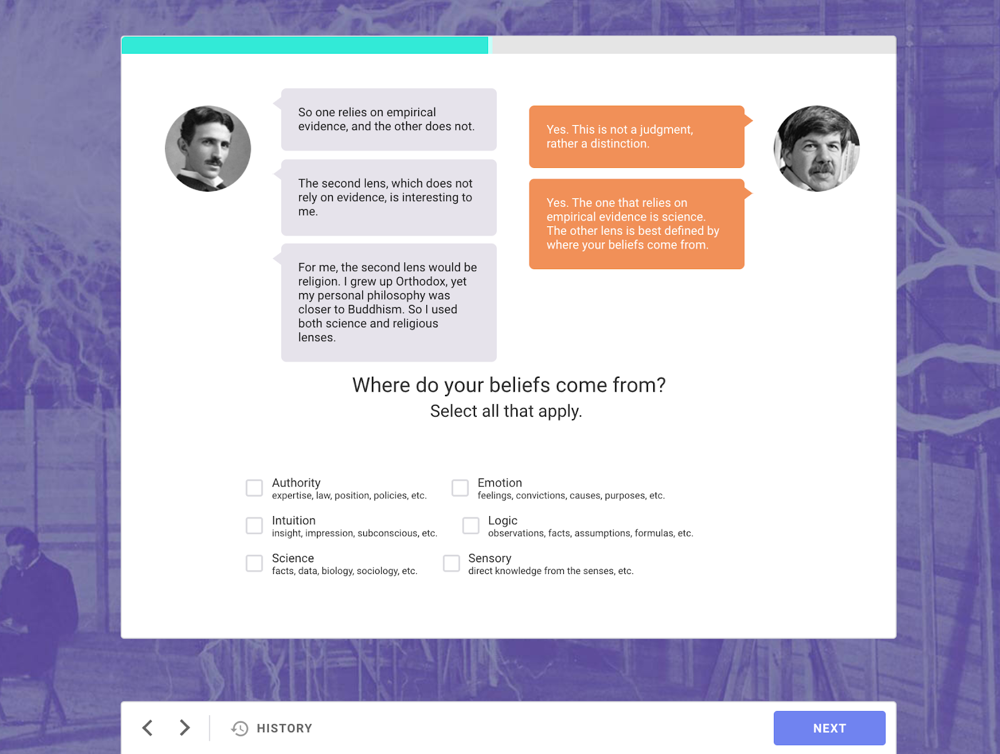 So one relies on empirical
evidence, and the other does not.
Yes. This is not a judgment,
rather a distinction.
The second lens, which does not
rely on evidence, is interesting to
me.
Yes. The one that relies on
empirical evidence is science.
The other lens is best defined by
where your beliefs come from.
For me, the second lens would be
religion. I grew up Orthodox, yet
my personal philosophy was
closer to Buddhism. So I used
both science and religious
lenses.
Where do your beliefs come from?
Select all that apply.
Authority
expertise, law, position, policies, etc.
Emotion
feelings, convictions, causes, purposes, etc.
Intuition
insight, impression, subconscious, etc.
Logic
observations, facts, assumptions, formulas, etc.
Science
facts, data, biology, sociology, etc.
Sensory
direct knowledge from the senses, etc.
HISTORY
NEXT